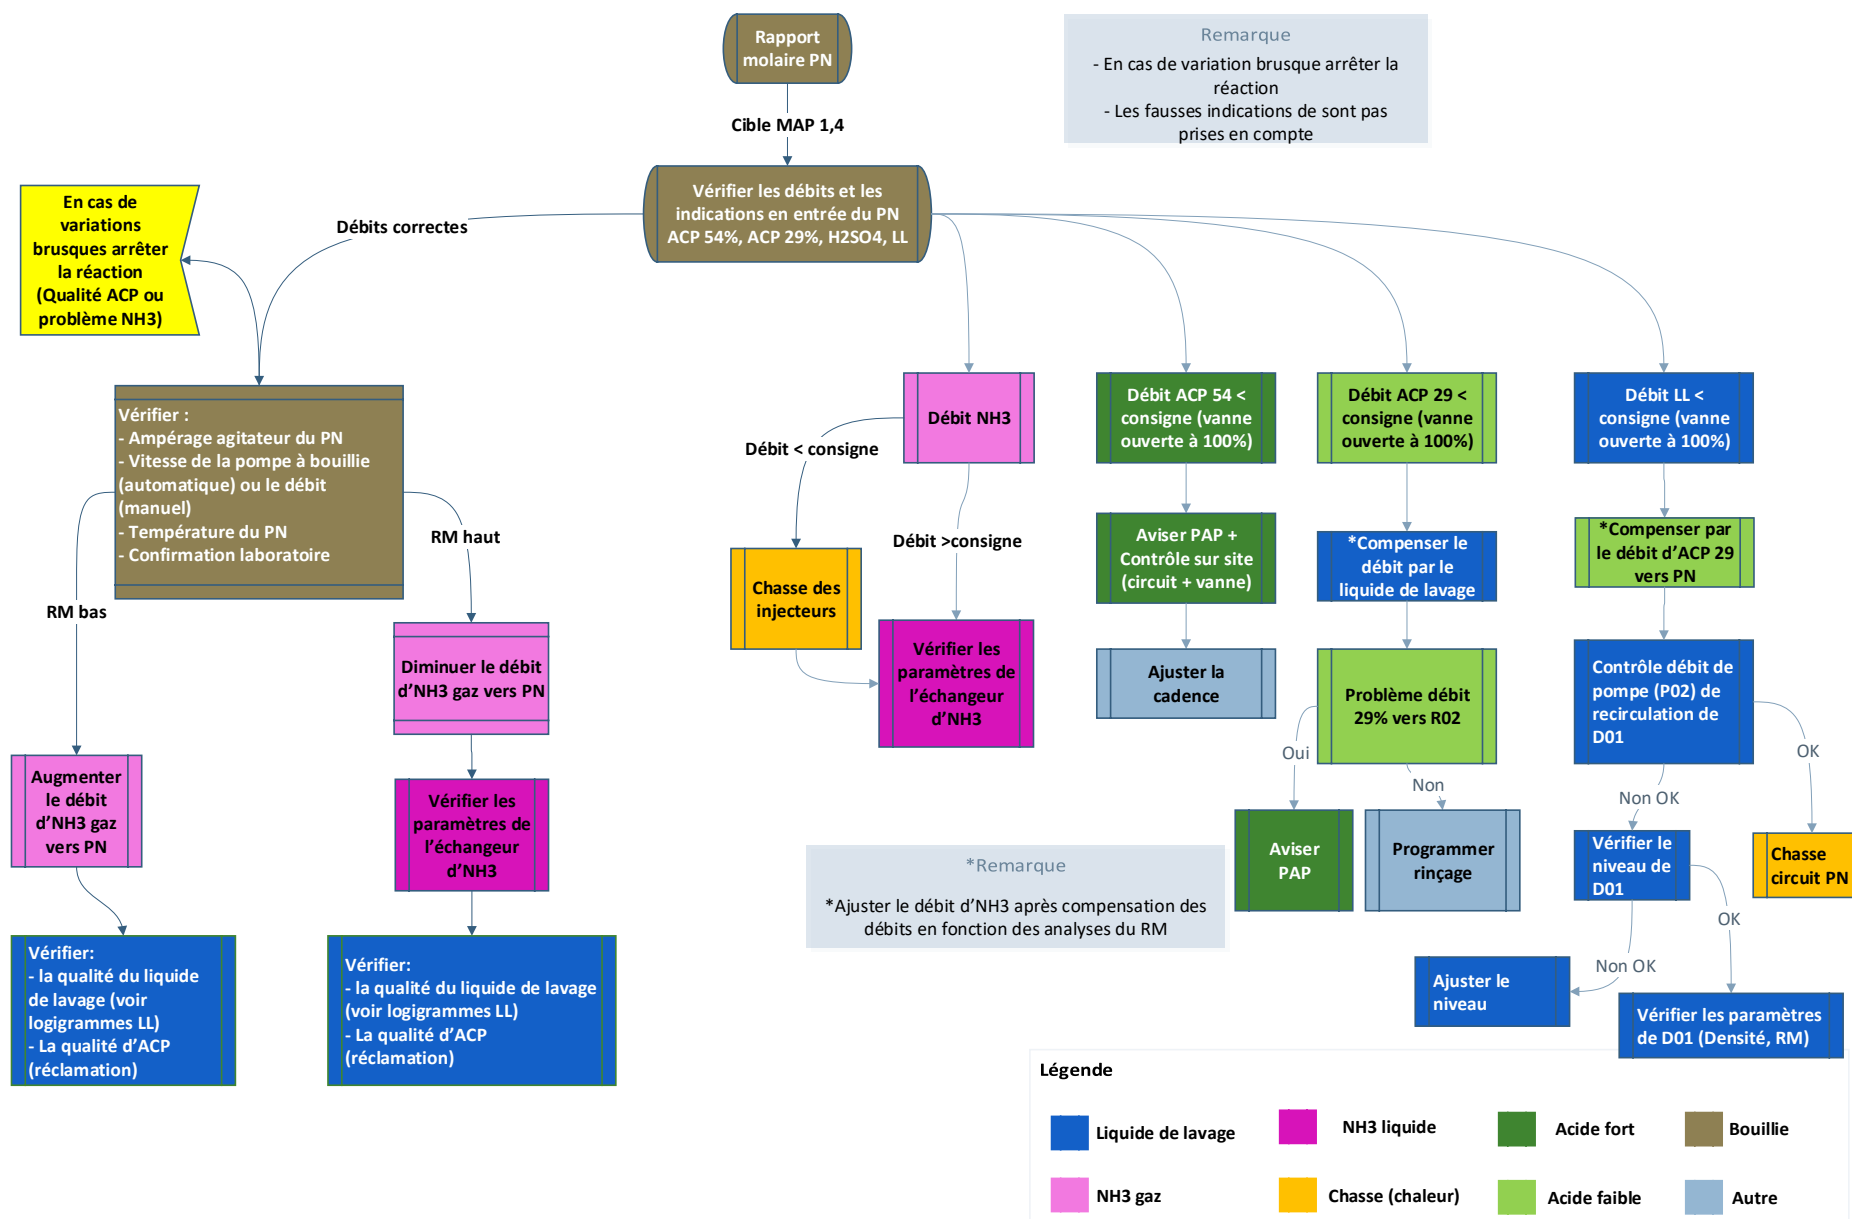 Rapport
molaire PN
Remarque
- En cas de variation brusque arrêter la
réaction
- Les fausses indications de sont pas
prises en compte
Cible MAP 1,4
Vérifier les débits et les
indications en entrée du PN
ACP 54%, ACP 29%, H2SO4, LL
En cas de
variations
brusques arrêter
la réaction
(Qualité ACP ou
problème NH3)
Débits correctes
Vérifier :
- Ampérage agitateur du PN
- Vitesse de la pompe à bouillie
(automatique) ou le débit
(manuel)
- Température du PN
- Confirmation laboratoire
RM bas
RM haut
Augmenter
le débit
d'NH3 gaz
vers PN
Vérifier:
- la qualité du liquide
de lavage (voir
logigrammes LL)
- La qualité d'ACP
(réclamation)
Diminuer le débit
d'NH3 gaz vers PN
Vérifier les
paramètres de
l'échangeur
d'NH3
Vérifier:
- la qualité du liquide de lavage
(voir logigrammes LL)
- La qualité d'ACP
(réclamation)
Débit NH3
Débit < consigne
Débit >consigne
Chasse des
injecteurs
Vérifier les
paramètres de
l'échangeur
d'NH3
Débit ACP 54 <
consigne (vanne
ouverte à 100%)
Aviser PAP +
Contrôle sur site
(circuit + vanne)
Ajuster la
cadence
Débit ACP 29 <
consigne (vanne
ouverte à 100%)
*Compenser le
débit par le
liquide de lavage
Problème débit
29% vers R02
Oui
Non
Aviser
PAP
Programmer
rinçage
Débit LL <
consigne (vanne
ouverte à 100%)
*Compenser par
le débit d'ACP 29
vers PN
Contrôle débit de
pompe (P02) de
recirculation de
D01
OK
Non OK
Vérifier le
niveau de
D01
Chasse
circuit PN
OK
Non OK
Ajuster le
niveau
Vérifier les paramètres
de D01 (Densité, RM)
*Remarque
*Ajuster le débit d'NH3 après compensation des
débits en fonction des analyses du RM
Légende
Liquide de lavage
NH3 liquide
Acide fort
Bouillie
NH3 gaz
Chasse (chaleur)
Acide faible
Autre